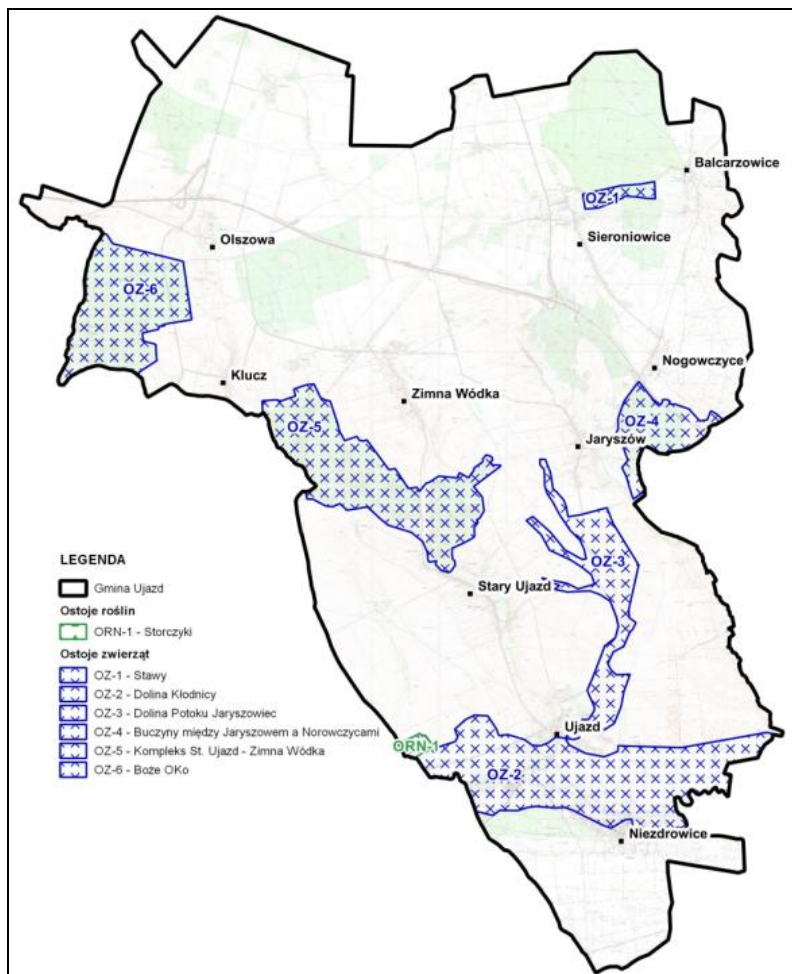 Balcarzowice
OZ-1
Sieroniowice
Olszowa
OZ-6
Nogowczyce
Klucz
Zimna Wódka
OZ-4
OZ-5
Jaryszów
OZ-3
Stary Ujazd
Ujazd
ORN-1
OZ-2
Niezdrowice
LEGENDA
Gmina Ujazd
Ostoje roślin
ORN-1 - Storczyki
Ostoje zwierząt
OZ-1 - Stawy
OZ-2 - Dolina Kłodnicy
OZ-3 - Dolina Potoku Jaryszowiec
OZ-4 - Buczyny między Jaryszowem a Norowczycami
OZ-5 - Kompleks St. Ujazd - Zimna Wódka
OZ-6 - Boże OKo